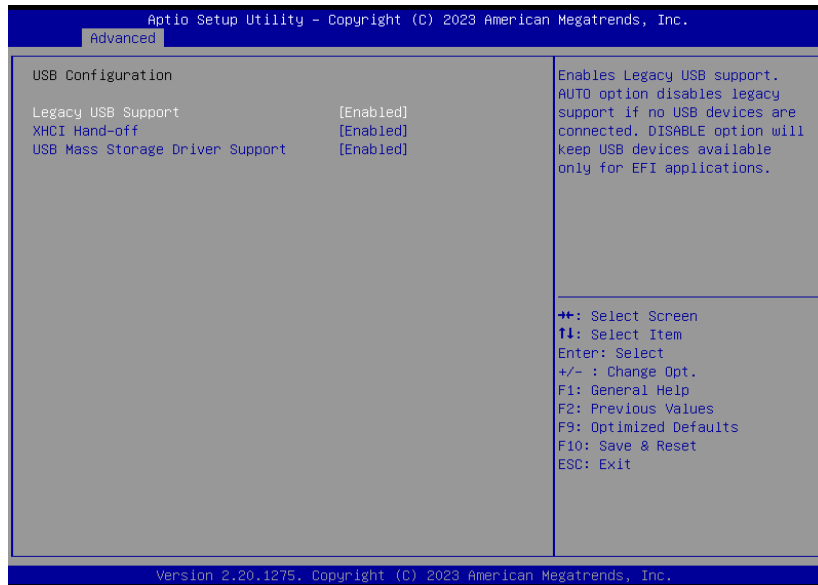 Aptio Setup Utility – Copyright (C) 2023 American Megatrends, Inc.
Advanced
USB Configuration
Legacy USB Support [Enabled]
XHCI Hand-off [Enabled]
USB Mass Storage Driver Support [Enabled]
Enables Legacy USB support.
AUTO option disables legacy
support if no USB devices are
connected. DISABLE option will
keep USB devices available
only for EFI applications.
→←: Select Screen
↑↓: Select Item
Enter: Select
+/- : Change Opt.
F1: General Help
F2: Previous Values
F9: Optimized Defaults
F10: Save & Reset
ESC: Exit
Version 2.20.1275. Copyright (C) 2023 American Megatrends, Inc.